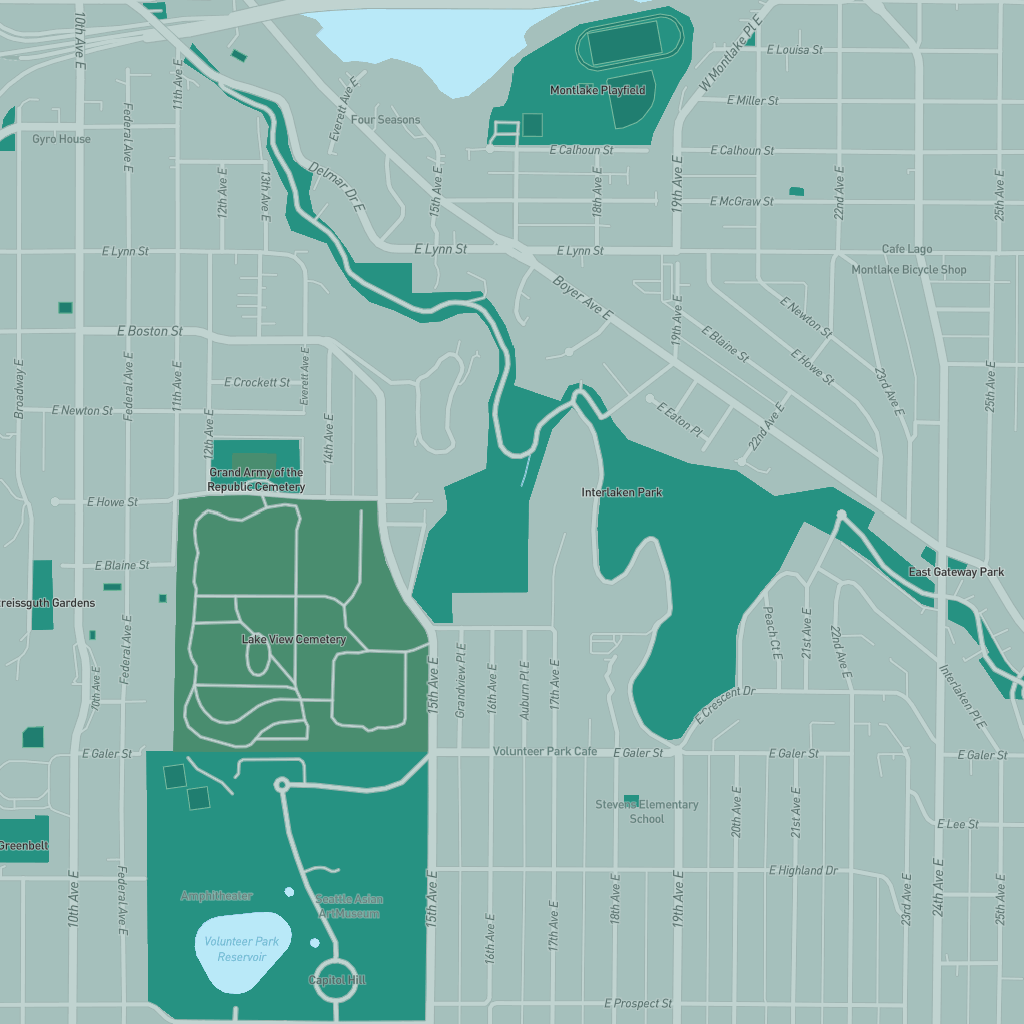 10th Ave E
W Montlake Pl E
E Louisa St
11th Ave E
Montlake Playfield
E Miller St
Everett Ave E
Four Seasons
Federal Ave E
Gyro House
E Calhoun St
E Calhoun St
Delmar Dr E
12th Ave E
13th Ave E
15th Ave E
18th Ave E
19th Ave E
22nd Ave E
25th Ave E
E McGraw St
E Lynn St
E Lynn St
E Lynn St
Cafe Lago
Montlake Bicycle Shop
Boyer Ave E
E Newton St
19th Ave E
E Boston St
E Blaine St
E Howe St
Broadway E
Federal Ave E
11th Ave E
E Crockett St
Everett Ave E
23rd Ave E
25th Ave E
E Newton St
12th Ave E
14th Ave E
E Eaton Pl
22nd Ave E
Grand Army of the
Republic Cemetery
E Howe St
Interlaken Park
E Blaine St
East Gateway Park
treissguth Gardens
Lake View Cemetery
Federal Ave E
Peach Ct E
21st Ave E
22nd Ave E
10th Ave E
15th Ave E
Grandview Pl E
16th Ave E
Auburn Pl E
17th Ave E
E Crescent Dr
Interlaken Pl E
E Galer St
Volunteer Park Cafe
E Galer St
E Galer St
E Galer St
Stevens Elementary
School
20th Ave E
21st Ave E
E Lee St
Greenbelt
E Highland Dr
10th Ave E
Federal Ave E
Amphitheater
Seattle Asian
ArtMuseum
15th Ave E
16th Ave E
17th Ave E
18th Ave E
19th Ave E
23rd Ave E
24th Ave E
25th Ave E
Volunteer Park
Reservoir
Capitol Hill
E Prospect St